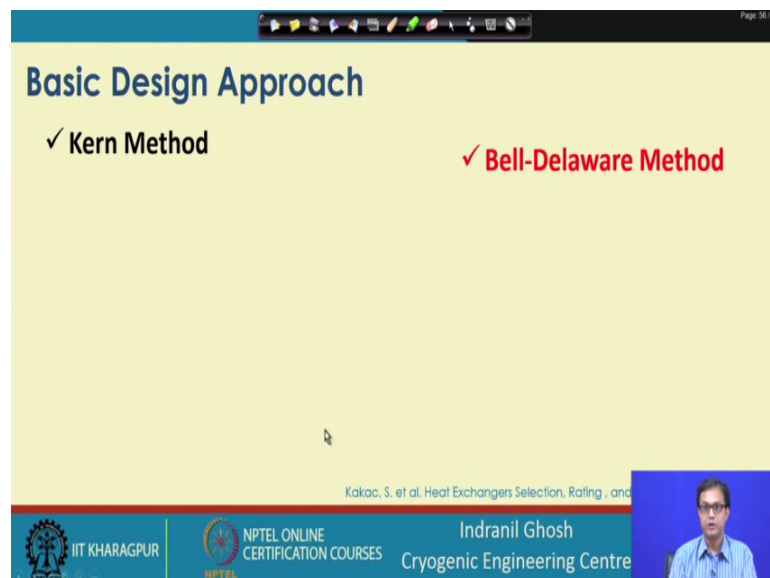 Page: 56
Basic Design Approach
✓ Kern Method
✓ Bell-Delaware Method
Kakac, S. et al. Heat Exchangers Selection, Rating , and
IIT KHARAGPUR
NPTEL
NPTEL ONLINE
CERTIFICATION COURSES
Indranil Ghosh
Cryogenic Engineering Centre